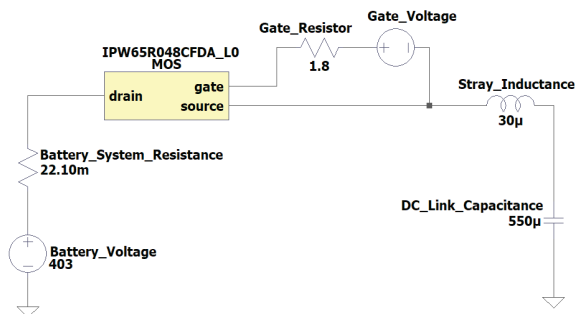 Gate_Voltage
Gate_Resistor
1.8
IPW65R048CFDA_L0
MOS
drain
gate
source
Stray_Inductance
30µ
Battery_System_Resistance
22.10m
DC_Link_Capacitance
550µ
Battery_Voltage
403